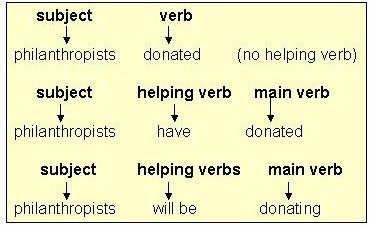 subject verb
philanthropists donated (no helping verb)
subject helping verb main verb
philanthropists have donated
subject helping verbs main verb
philanthropists will be donating